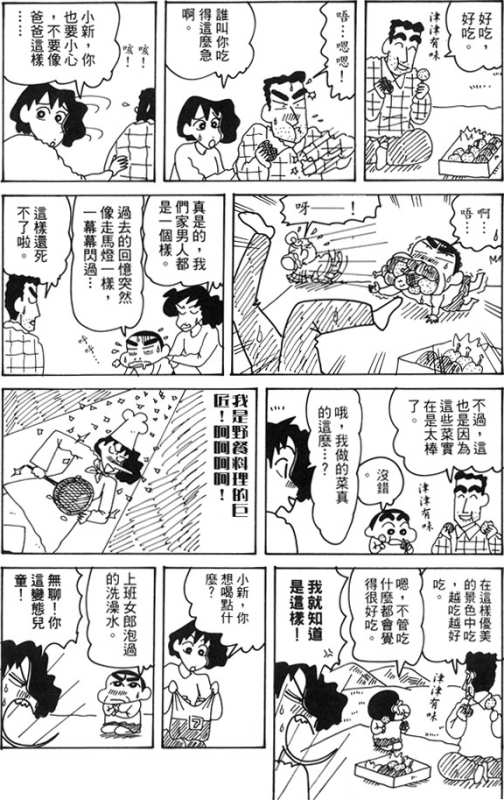 好吃，
好吃。
津津有味
唔…嗯嗯！
誰叫你吃
得這麼急
啊。
咳！
咳！
小新，你
也要小心
，不要像
爸爸這樣
……
唔…
啊…
呀——！
真是的，我
們家男人都
是一個樣。
過去的回憶突然
像走馬燈一樣，
一幕幕閃過…
呼…
呼…
這樣還死
不了啦。
不過，這
也是因為
這些菜實
在是太棒
了。
津津有味
沒錯
。
哦，我做的菜真
的這麼…？
我是野餐料理的巨
匠！呵呵呵呵！
在這樣優美
的景色中吃
，越吃越好
吃。
津津有味
嗯，不管吃
什麼都會覺
得很好吃。
津津有味
我就知道
是這樣！
小新，你
想喝點什
麼？
7
上班女郎泡過
的洗澡水。
無聊！你
這變態兒
童！